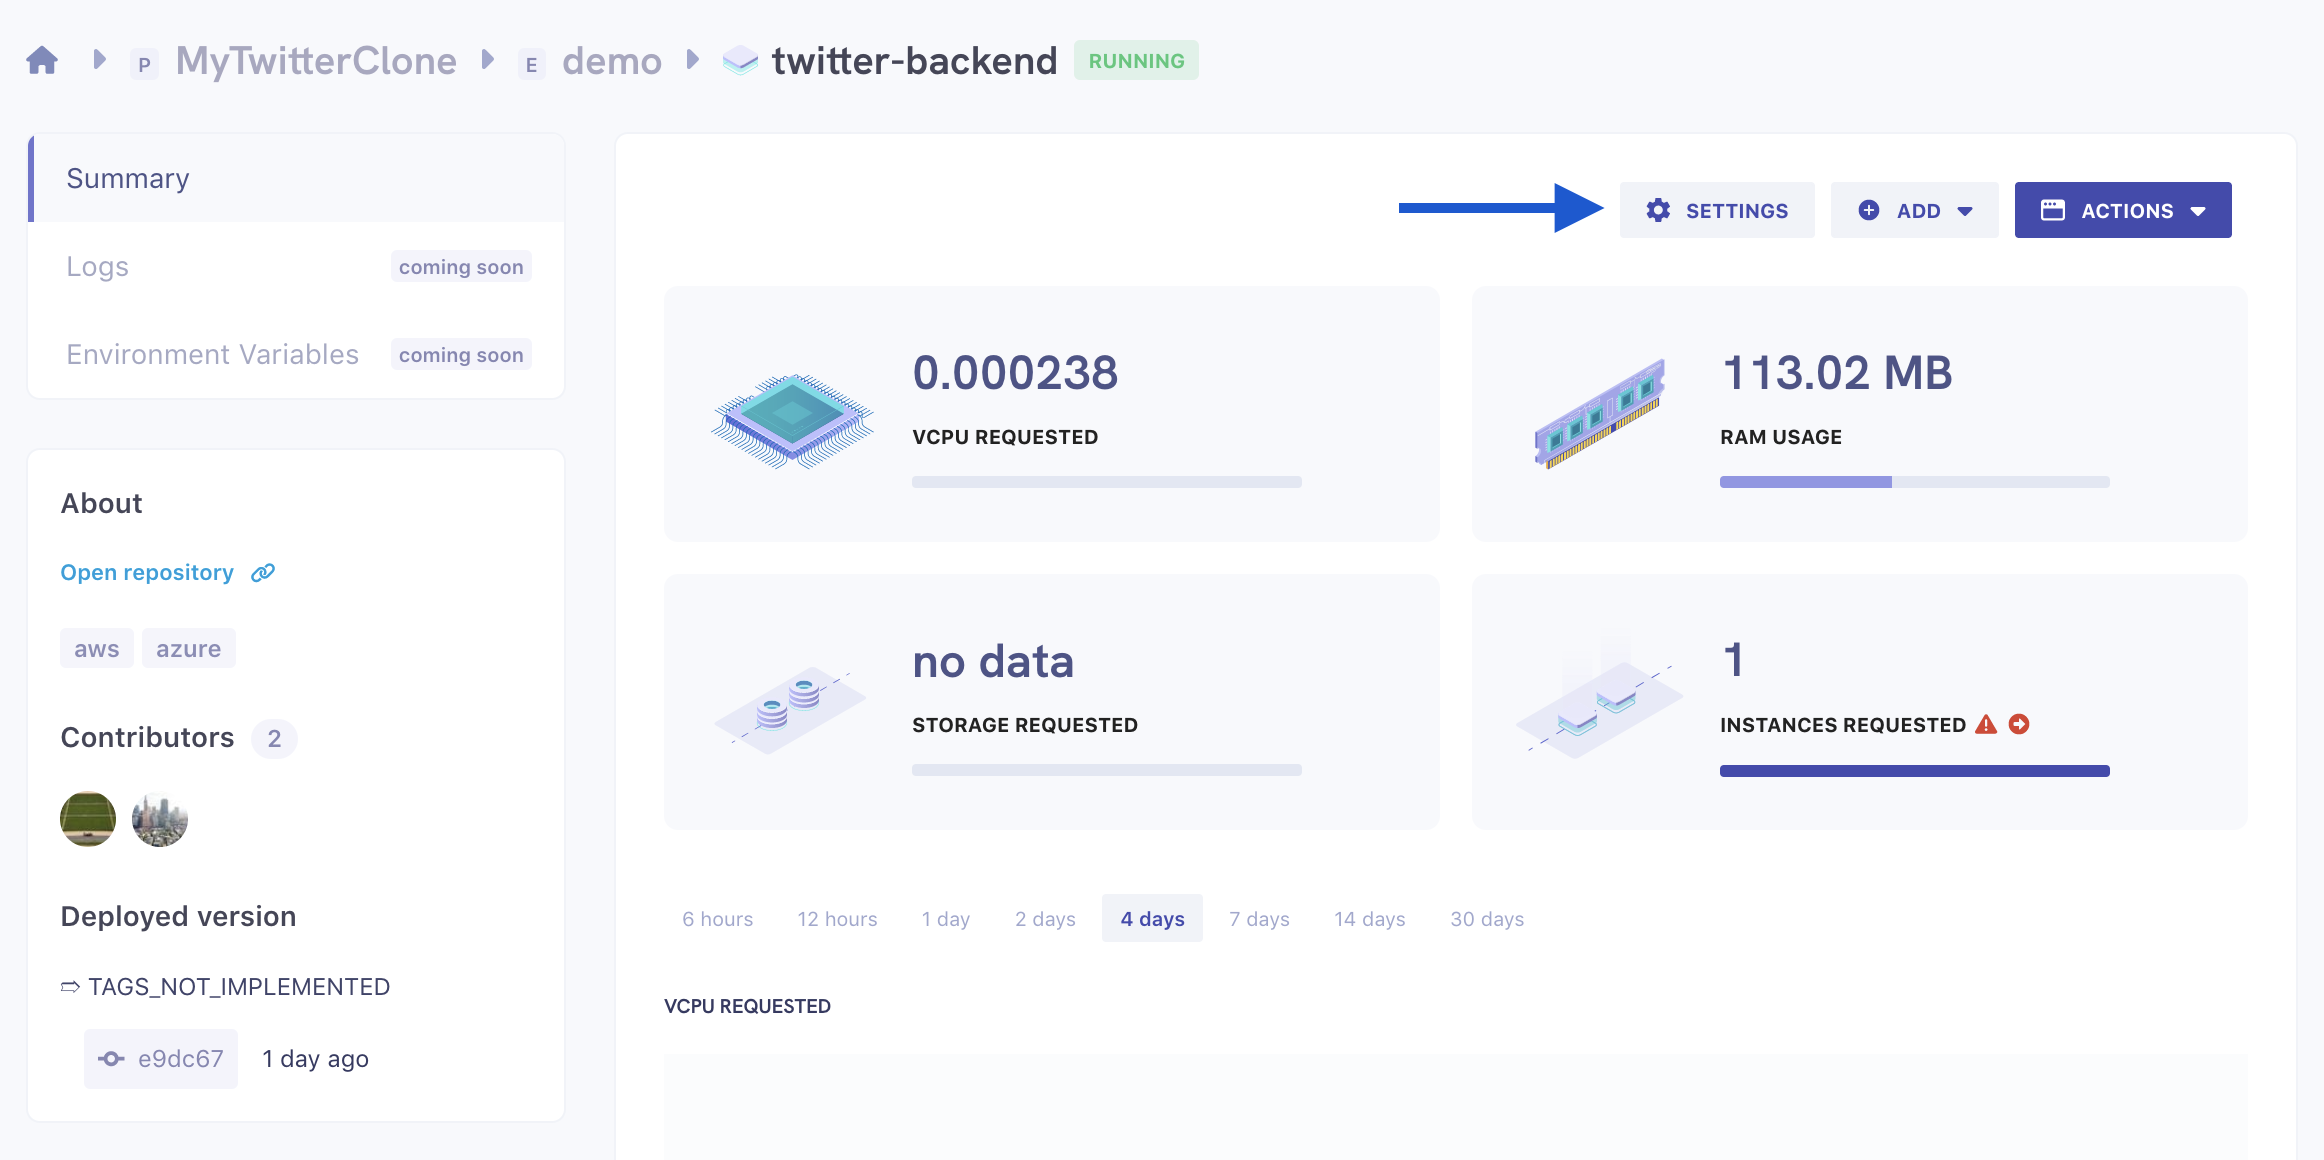 P MyTwitterClone E demo twitter-backend RUNNING
Summary
Logs coming soon
Environment Variables coming soon
About
Open repository
aws azure
Contributors 2
Deployed version
⇨ TAGS_NOT_IMPLEMENTED
e9dc67 1 day ago
SETTINGS ADD ACTIONS
0.000238
VCPU REQUESTED
113.02 MB
RAM USAGE
no data
STORAGE REQUESTED
1
INSTANCES REQUESTED
6 hours 12 hours 1 day 2 days 4 days 7 days 14 days 30 days
VCPU REQUESTED